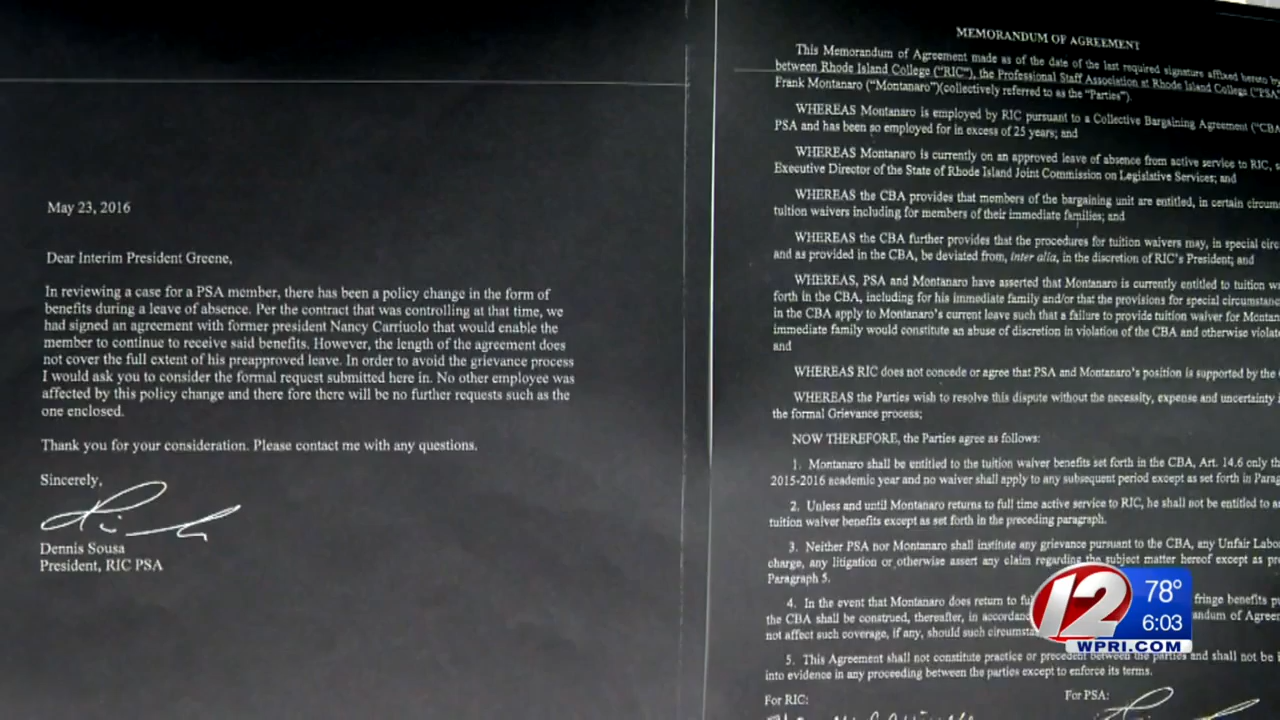 May 23, 2016
Dear Interim President Greene,
In reviewing a case for a PSA member, there has been a policy change in the form of
benefits during a leave of absence. Per the contract that was controlling at that time, we
had signed an agreement with former president Nancy Carriuolo that would enable the
member to continue to receive said benefits. However, the length of the agreement does
not cover the full extent of his preapproved leave. In order to avoid the grievance process
I would ask you to consider the formal request submitted here in. No other employee was
affected by this policy change and there fore there will be no further requests such as the
one enclosed.
Thank you for your consideration. Please contact me with any questions.
Sincerely,
Dennis Sousa
President, RIC PSA
MEMORANDUM OF AGREEMENT
This Memorandum of Agreement made as of the date of the last required signature affixed hereto by
between Rhode Island College ("RIC"), the Professional Staff Association at Rhode Island College ("PSA
Frank Montanaro ("Montanaro")(collectively referred to as the "Parties").
WHEREAS Montanaro is employed by RIC pursuant to a Collective Bargaining Agreement ("CBA
PSA and has been so employed for in excess of 25 years; and
WHEREAS Montanaro is currently on an approved leave of absence from active service to RIC, s
Executive Director of the State of Rhode Island Joint Commission on Legislative Services; and
WHEREAS the CBA provides that members of the bargaining unit are entitled, in certain circum
tuition waivers including for members of their immediate families; and
WHEREAS the CBA further provides that the procedures for tuition waivers may, in special circ
and as provided in the CBA, be deviated from, inter alia, in the discretion of RIC's President; and
WHEREAS, PSA and Montanaro have asserted that Montanaro is currently entitled to tuition w
forth in the CBA, including for his immediate family and/or that the provisions for special circumstanc
in the CBA apply to Montanaro's current leave such that a failure to provide tuition waiver for Montan
immediate family would constitute an abuse of discretion in violation of the CBA and otherwise violat
and
WHEREAS RIC does not concede or agree that PSA and Montanaro's position is supported by the
WHEREAS the Parties wish to resolve this dispute without the necessity, expense and uncertainty
the formal Grievance process;
NOW THEREFORE, the Parties agree as follows:
1. Montanaro shall be entitled to the tuition waiver benefits set forth in the CBA, Art. 14.6 only th
2015-2016 academic year and no waiver shall apply to any subsequent period except as set forth in Parag
2. Unless and until Montanaro returns to full time active service to RIC, he shall not be entitled to a
tuition waiver benefits except as set forth in the preceding paragraph.
3. Neither PSA nor Montanaro shall institute any grievance pursuant to the CBA, any Unfair Labo
charge, any litigation or otherwise assert any claim regarding the subject matter hereof except as p
Paragraph 5.
4. In the event that Montanaro does return to fu fringe benefits p
the CBA shall be construed, thereafter, in accordan andum of Agree
not affect such coverage, if any, should such circumsta
5. This Agreement shall not constitute practice or precedent between the parties and shall not be
into evidence in any proceeding between the parties except to enforce its terms.
For RIC: For PSA:
12
78°
6:03
WPRI.COM